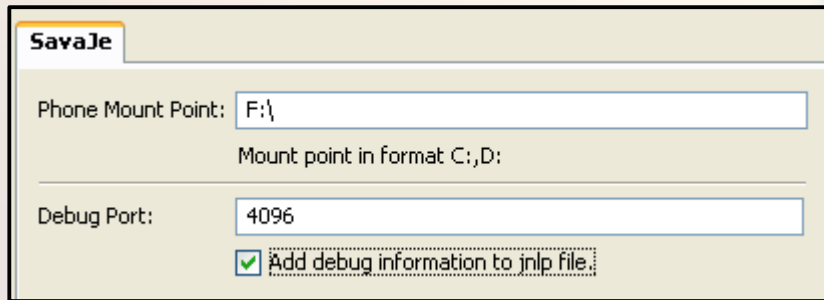 SavaJe
Phone Mount Point: F:\
Mount point in format C:,D:
Debug Port: 4096
Add debug information to jnlp file.